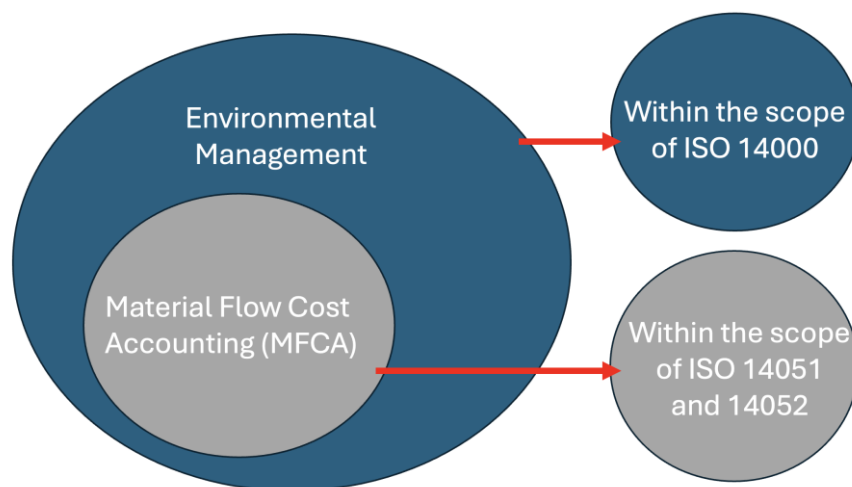 Environmental
Management
Within the scope
of ISO 14000
Material Flow Cost
Accounting (MFCA)
Within the scope
of ISO 14051
and 14052